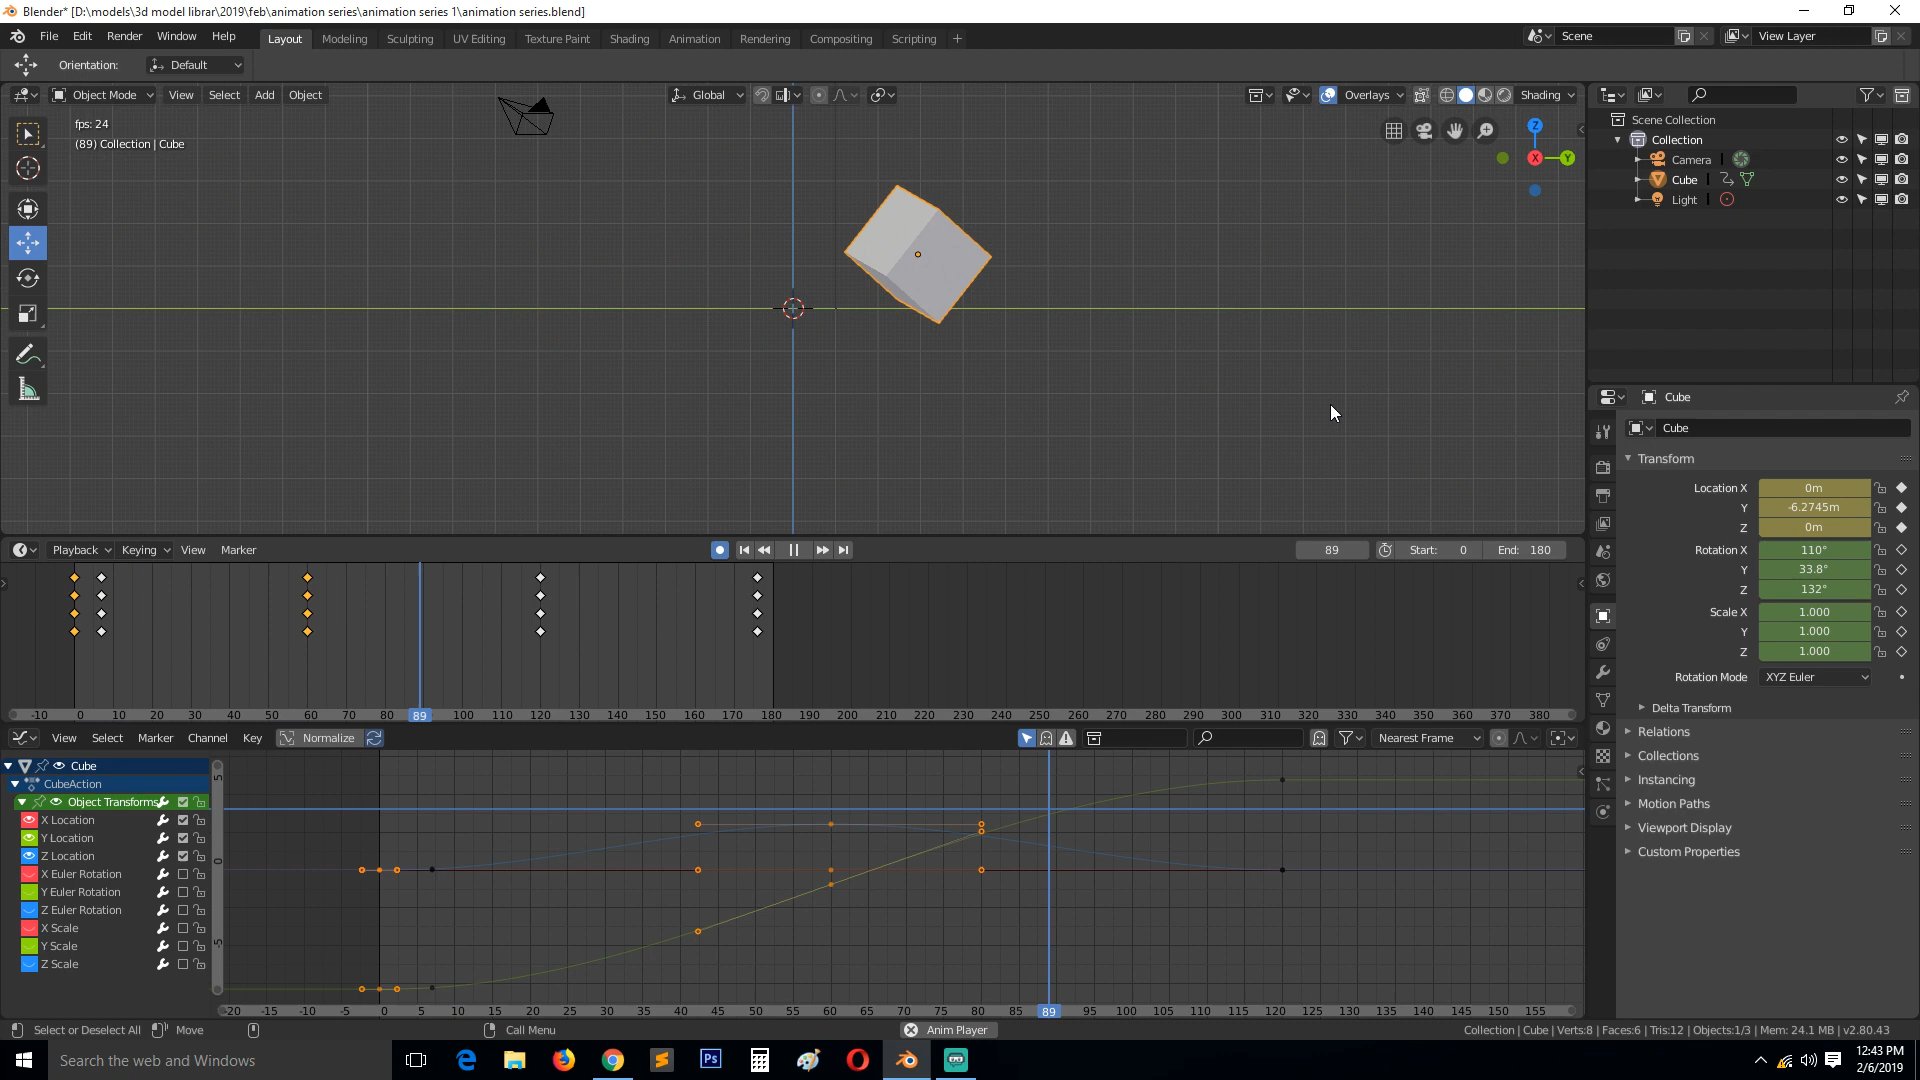 Blender* [D:\models\3d model librar\2019\feb\animation series\animation series 1\animation series.blend]
File Edit Render Window Help Layout Modeling Sculpting UV Editing Texture Paint Shading Animation Rendering Compositing Scripting + Scene View Layer
Orientation: Default
Object Mode View Select Add Object Global Overlays Shading
fps: 24
(89) Collection | Cube
Z
X Y
Scene Collection
Collection
Camera
Cube
Light
Cube
Cube
Transform
Location X 0m
Y -6.2745m
Z 0m
Rotation X 110°
Y 33.8°
Z 132°
Scale X 1.000
Y 1.000
Z 1.000
Rotation Mode XYZ Euler
Delta Transform
Relations
Collections
Instancing
Motion Paths
Viewport Display
Custom Properties
Playback Keying View Marker 89 Start: 0 End: 180
-10 0 10 20 30 40 50 60 70 80 89 100 110 120 130 140 150 160 170 180 190 200 210 220 230 240 250 260 270 280 290 300 310 320 330 340 350 360 370 380
View Select Marker Channel Key Normalize Nearest Frame
Cube
CubeAction
Object Transforms
X Location
Y Location
Z Location
X Euler Rotation
Y Euler Rotation
Z Euler Rotation
X Scale
Y Scale
Z Scale
5
0
-5
-20 -15 -10 -5 0 5 10 15 20 25 30 35 40 45 50 55 60 65 70 75 80 85 89 95 100 105 110 115 120 125 130 135 140 145 150 155
Select or Deselect All Move Call Menu Anim Player Collection | Cube | Verts:8 | Faces:6 | Tris:12 | Objects:1/3 | Mem: 24.1 MB | v2.80.43
Search the web and Windows
Ps
12:43 PM
2/6/2019